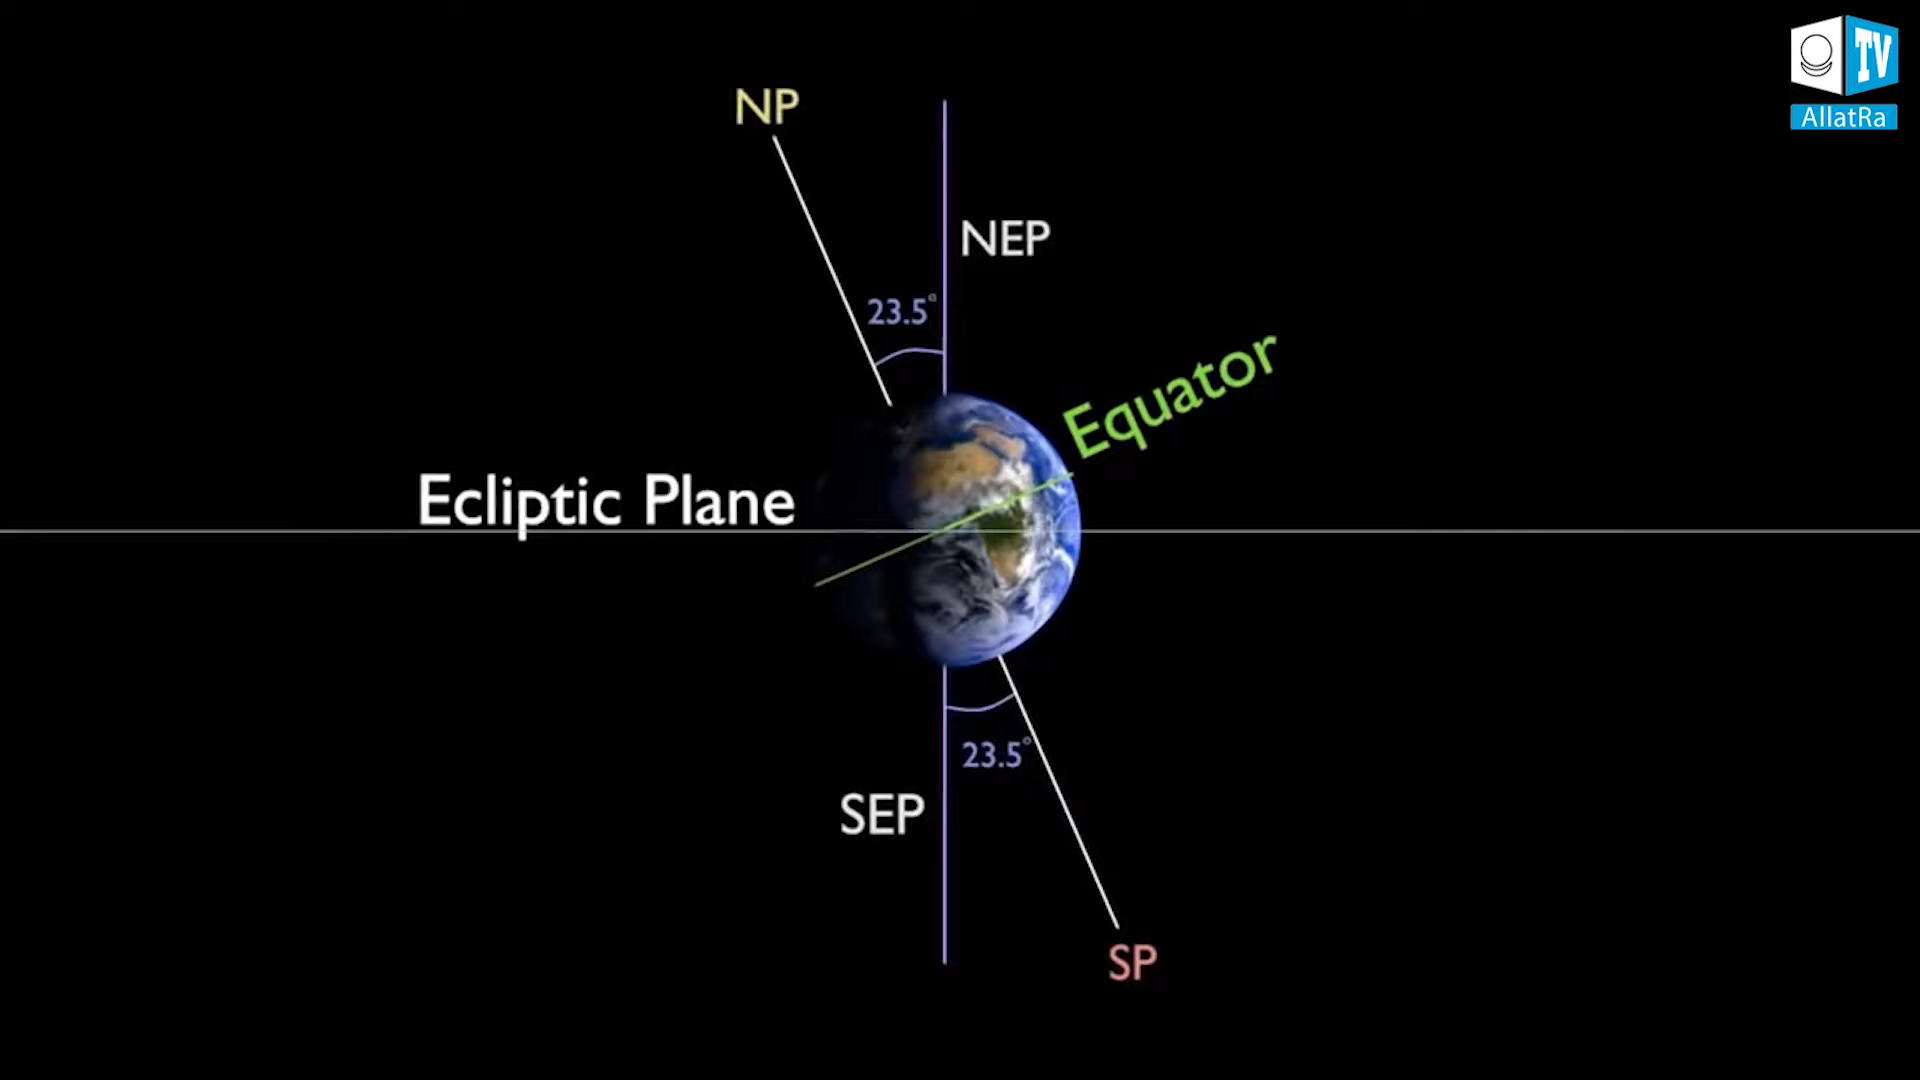 TV
AllatRa
NP
NEP
23.5°
Equator
Ecliptic Plane
23.5°
SEP
SP